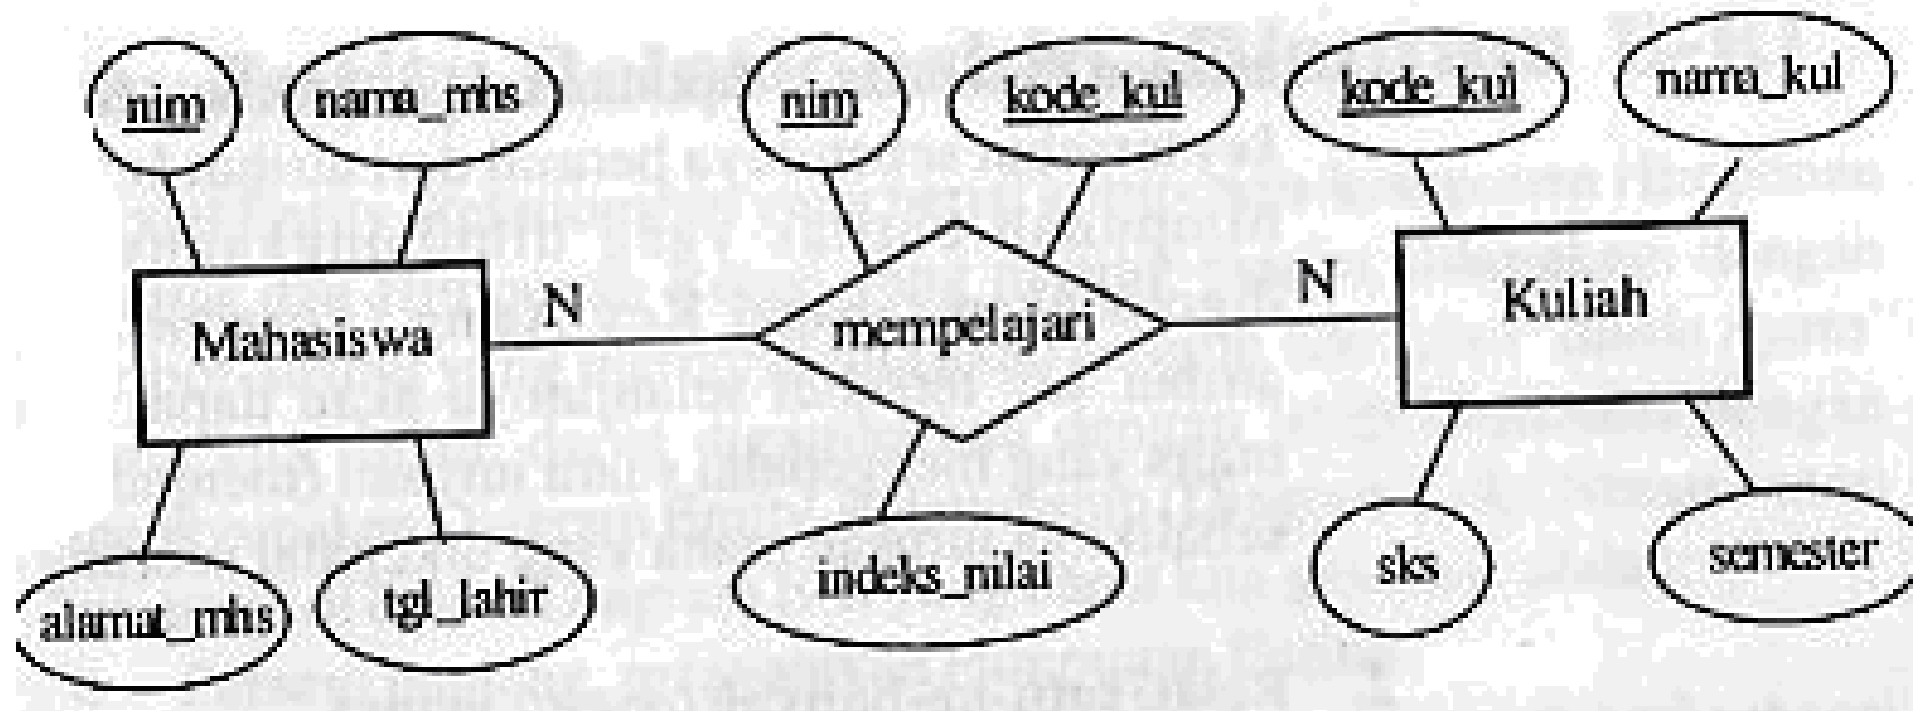 nim
nama_mhs
nim
kode_kul
kode_kul
nama_kul
Mahasiswa
N
mempelajari
N
Kuliah
alamat_mhs
tgl_lahir
indeks_nilai
sks
semester